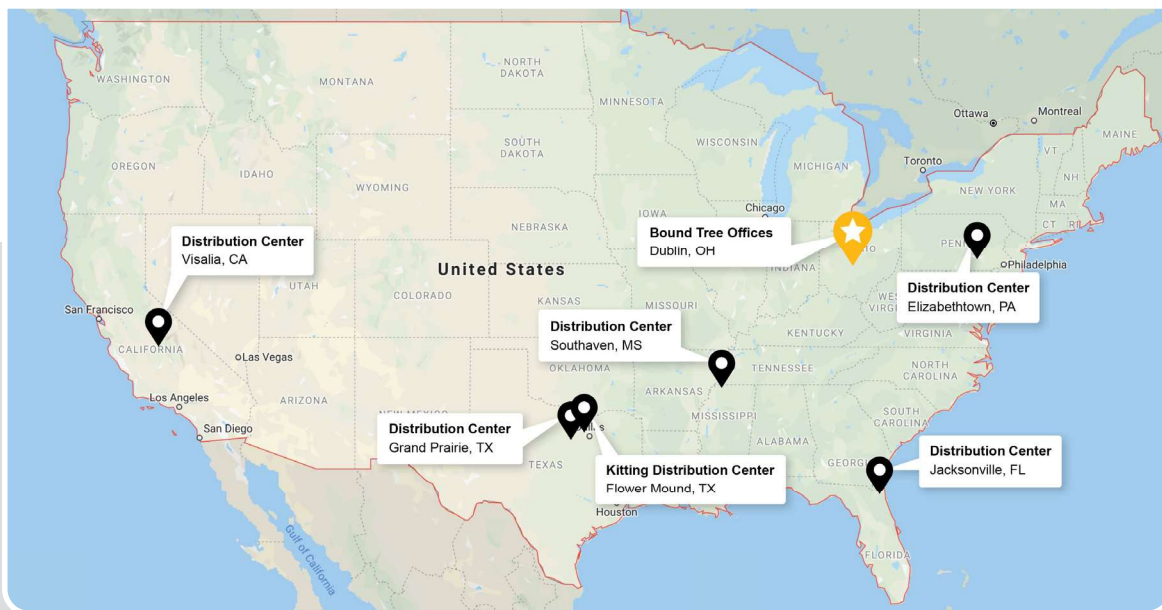 NORTH
DAKOTA
WASHINGTON
MONTANA
MINNESOTA
Ottawa
Montreal
MAINE
OREGON
IDAHO
SOUTH
DAKOTA
WISCONSIN
MICHIGAN
Toronto
VT
NH
WYOMING
NEW YORK
MA
CT
RI
IOWA
Chicago
NEBRASKA
Bound Tree Offices
Dublin, OH
INDIANA
Philadelphia
Distribution Center
Visalia, CA
United States
UTAH
COLORADO
KANSAS
MISSOURI
Distribution Center
Elizabethtown, PA
VIRGINIA
San Francisco
CALIFORNIA
Las Vegas
Distribution Center
Southaven, MS
KENTUCKY
OKLAHOMA
TENNESSEE
NORTH
CAROLINA
Los Angeles
ARIZONA
NEW MEXICO
ARKANSAS
MISSISSIPPI
SOUTH
CAROLINA
San Diego
Distribution Center
Grand Prairie, TX
TEXAS
ALABAMA
Kitting Distribution Center
Flower Mound, TX
Houston
Distribution Center
Jacksonville, FL
FLORIDA
Gulf of California